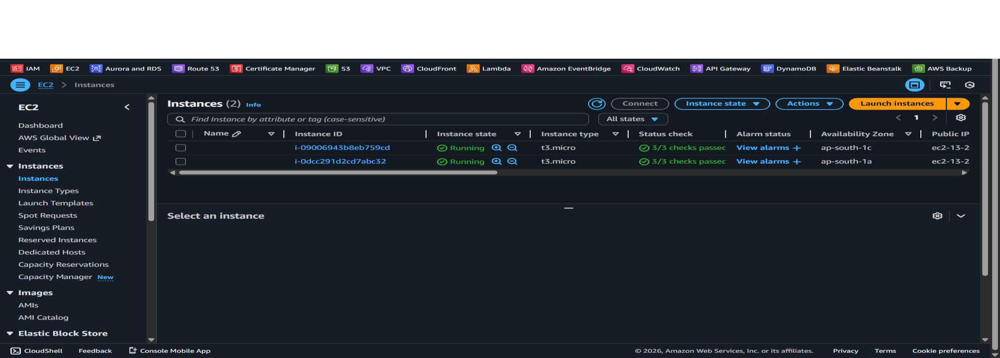 IAM EC2 Aurora and RDS Route 53 Certificate Manager S3 VPC CloudFront Lambda Amazon EventBridge CloudWatch API Gateway DynamoDB Elastic Beanstalk AWS Backup
EC2 > Instances
EC2
Dashboard
AWS Global View
Events
Instances
Instances
Instance Types
Launch Templates
Spot Requests
Savings Plans
Reserved Instances
Dedicated Hosts
Capacity Reservations
Capacity Manager New
Images
AMIs
AMI Catalog
Elastic Block Store
Instances (2) Info
Connect Instance state Actions Launch instances
Find Instance by attribute or tag (case-sensitive)
All states
1
Name Instance ID Instance state Instance type Status check Alarm status Availability Zone Public IP
i-09006943b8eb759cd Running t3.micro 3/3 checks passec View alarms + ap-south-1c ec2-13-2
i-0dcc291d2cd7abc32 Running t3.micro 3/3 checks passec View alarms + ap-south-1a ec2-13-2
Select an instance
CloudShell Feedback Console Mobile App © 2026, Amazon Web Services, Inc. or its affiliates. Privacy Terms Cookie preferences